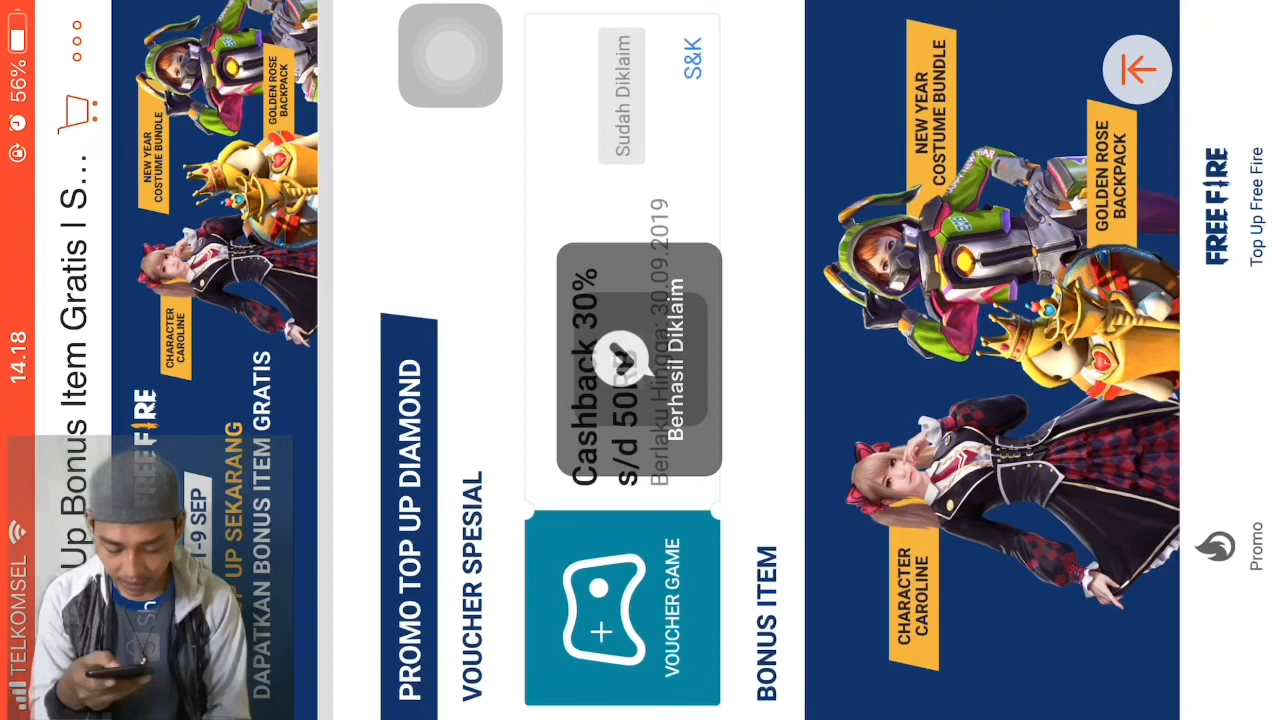 TELKOMSEL
14.18
56%
Up Bonus Item Gratis I S...
FREE FIRE
1-9 SEP
UP SEKARANG
DAPATKAN BONUS ITEM GRATIS
CHARACTER
CAROLINE
NEW YEAR
COSTUME BUNDLE
GOLDEN ROSE
BACKPACK
PROMO TOP UP DIAMOND
VOUCHER SPESIAL
VOUCHER GAME
Cashback 30%
s/d 50RB
Berlaku Hingga: 30.09.2019
Sudah Diklaim
S&K
Berhasil Diklaim
BONUS ITEM
CHARACTER
CAROLINE
NEW YEAR
COSTUME BUNDLE
GOLDEN ROSE
BACKPACK
Promo
FREE FIRE
Top Up Free Fire